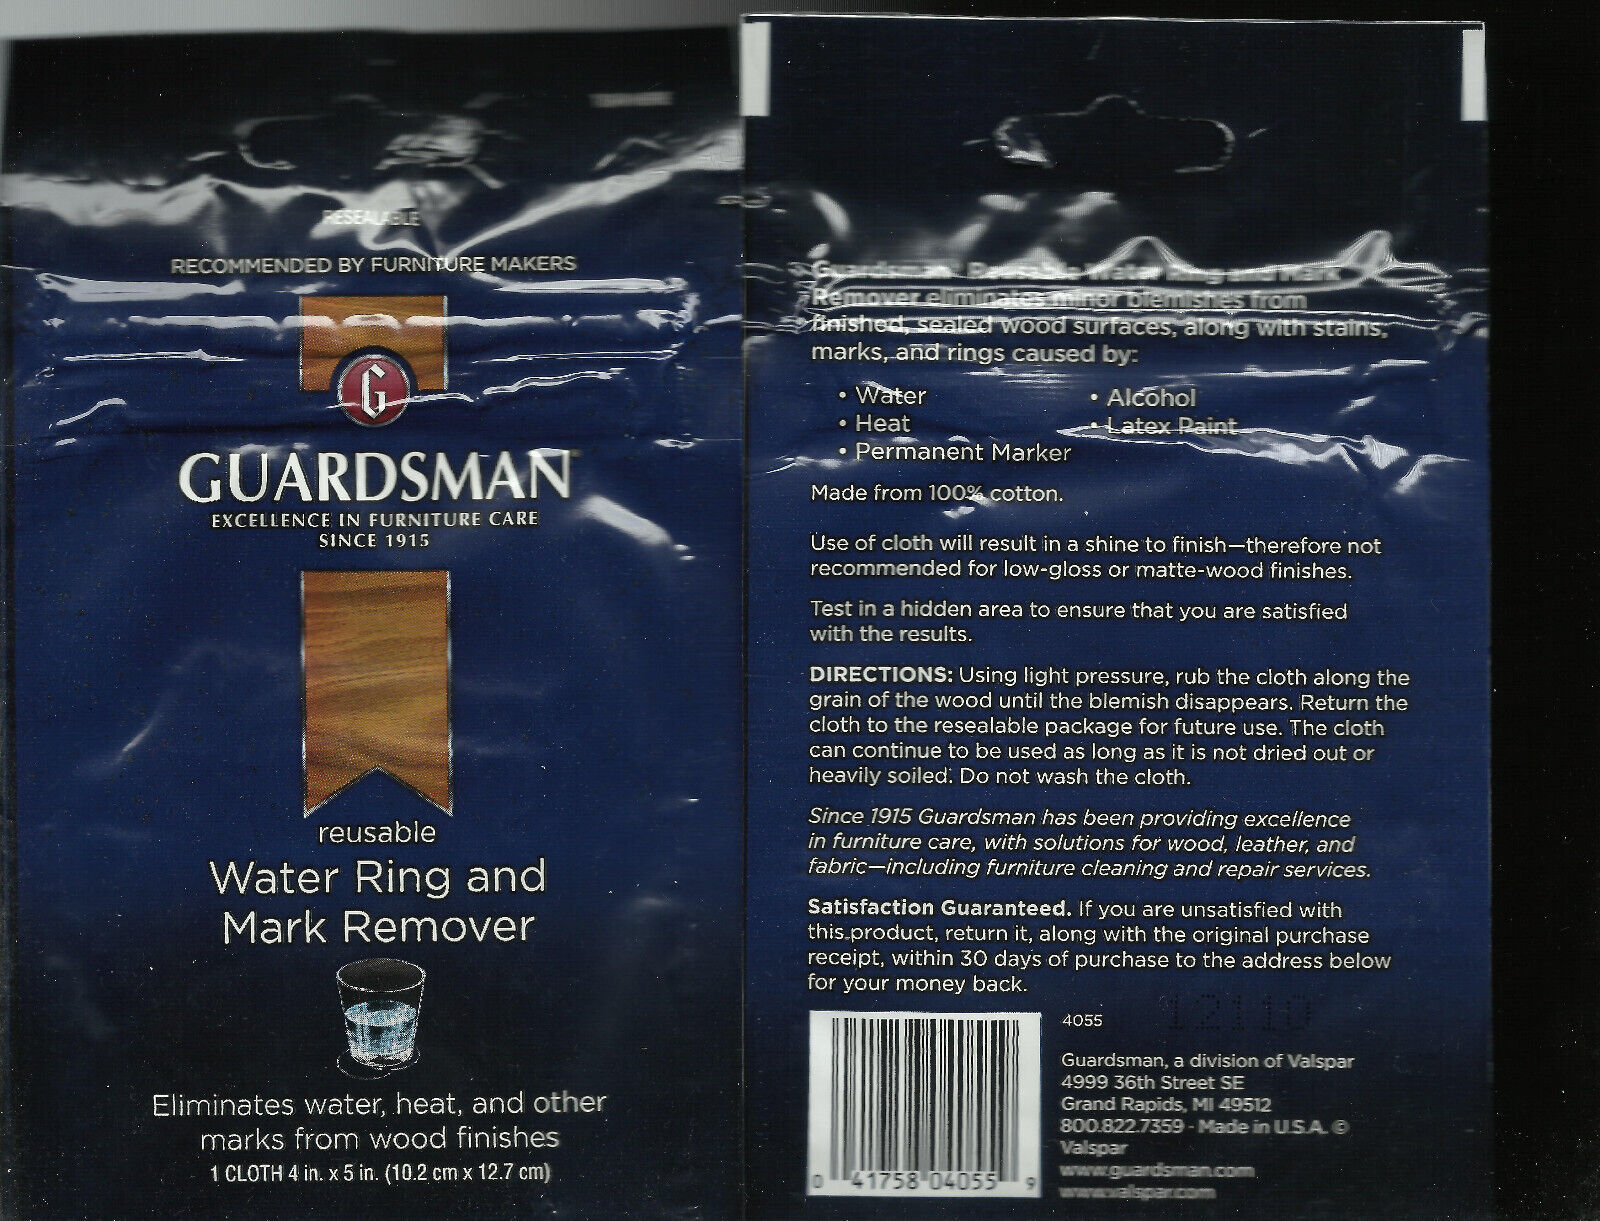 RESEALABLE
RECOMMENDED BY FURNITURE MAKERS
G
GUARDSMAN
EXCELLENCE IN FURNITURE CARE
SINCE 1915
reusable
Water Ring and
Mark Remover
Eliminates water, heat, and other
marks from wood finishes
1 CLOTH 4 in. x 5 in. (10.2 cm x 12.7 cm)
Guardsman® Reusable Water Ring and Mark
Remover eliminates minor blemishes from
finished, sealed wood surfaces, along with stains,
marks, and rings caused by:
• Water
• Heat
• Permanent Marker
• Alcohol
• Latex Paint
Made from 100% cotton.
Use of cloth will result in a shine to finish—therefore not
recommended for low-gloss or matte-wood finishes.
Test in a hidden area to ensure that you are satisfied
with the results.
DIRECTIONS: Using light pressure, rub the cloth along the
grain of the wood until the blemish disappears. Return the
cloth to the resealable package for future use. The cloth
can continue to be used as long as it is not dried out or
heavily soiled. Do not wash the cloth.
Since 1915 Guardsman has been providing excellence
in furniture care, with solutions for wood, leather, and
fabric—including furniture cleaning and repair services.
Satisfaction Guaranteed. If you are unsatisfied with
this product, return it, along with the original purchase
receipt, within 30 days of purchase to the address below
for your money back.
4055
12110
Guardsman, a division of Valspar
4999 36th Street SE
Grand Rapids, MI 49512
800.822.7359 · Made in U.S.A. ©
Valspar
www.guardsman.com
www.valspar.com
0 41758 04055 9